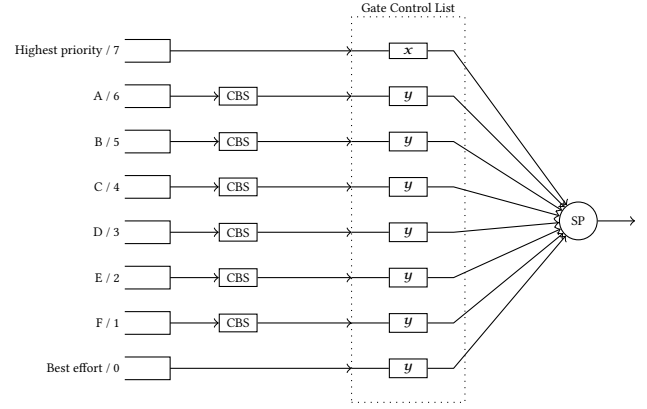 Gate Control List
Highest priority / 7 x
A / 6 CBS y
B / 5 CBS y
C / 4 CBS y
SP
D / 3 CBS y
E / 2 CBS y
F / 1 CBS y
Best effort / 0 y